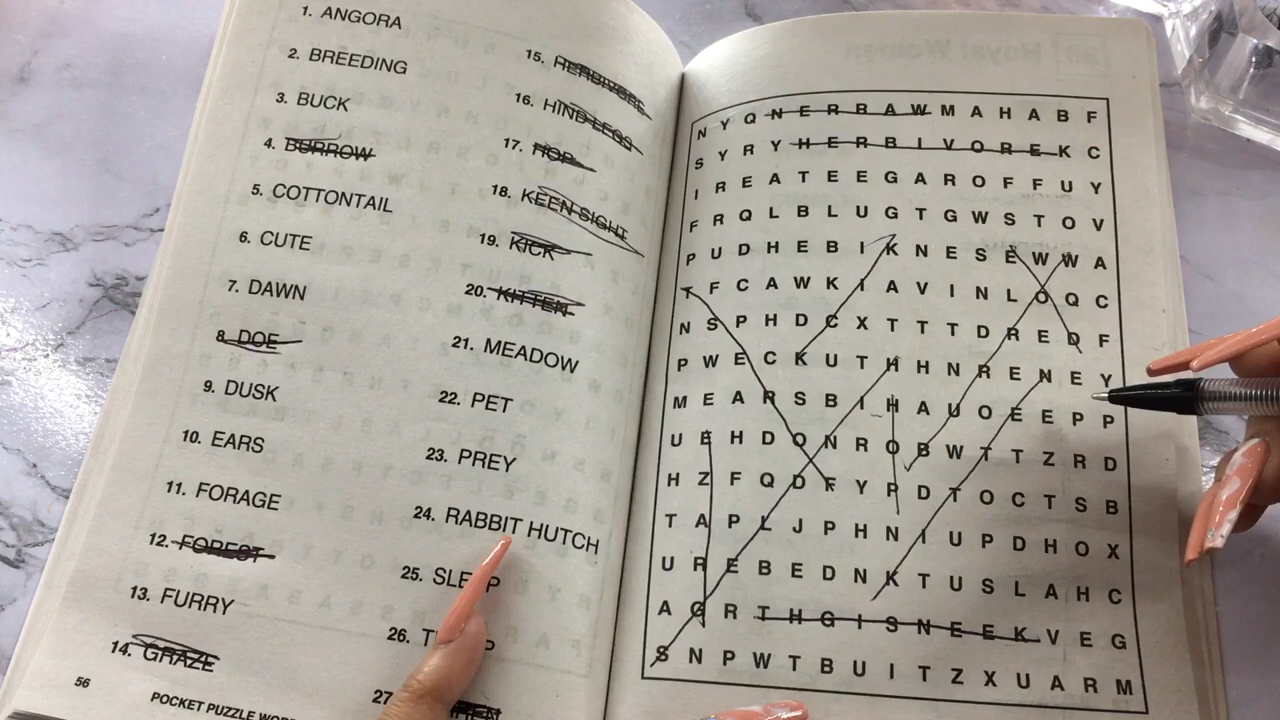 1. ANGORA
2. BREEDING
3. BUCK
4. BURROW
5. COTTONTAIL
6. CUTE
7. DAWN
8. DOE
9. DUSK
10. EARS
11. FORAGE
12. FOREST
13. FURRY
14. GRAZE
56
POCKET PUZZLE
15. HERBIVORE
16. HIND LEGS
17. HOP
18. KEEN SIGHT
19. KICK
20. KITTEN
21. MEADOW
22. PET
23. PREY
24. RABBIT HUTCH
25.
26.
27
Royal Women
N Y Q N E R R A W M A H A B F
S Y R Y H E R B I V O R E K C
I R E A T E E G A R O F F U Y
F R Q L B L U G T G W S T O V
P U D H E B I K N E S E W W A
T F C A W K I A V I N L O Q C
N S P H D C X T T T D R E D F
P W E C K U T H H N R E N E Y
M E A R S B I H A U O E E P P
U E H D O N R O B W T T Z R D
H Z F Q D F Y P D T O C T S B
T A P L J P H N I U P D H O X
U R E B E D N K T U S L A H C
A G R T H G I S N E E K V E G
S N P W T B U I T Z X U A R M